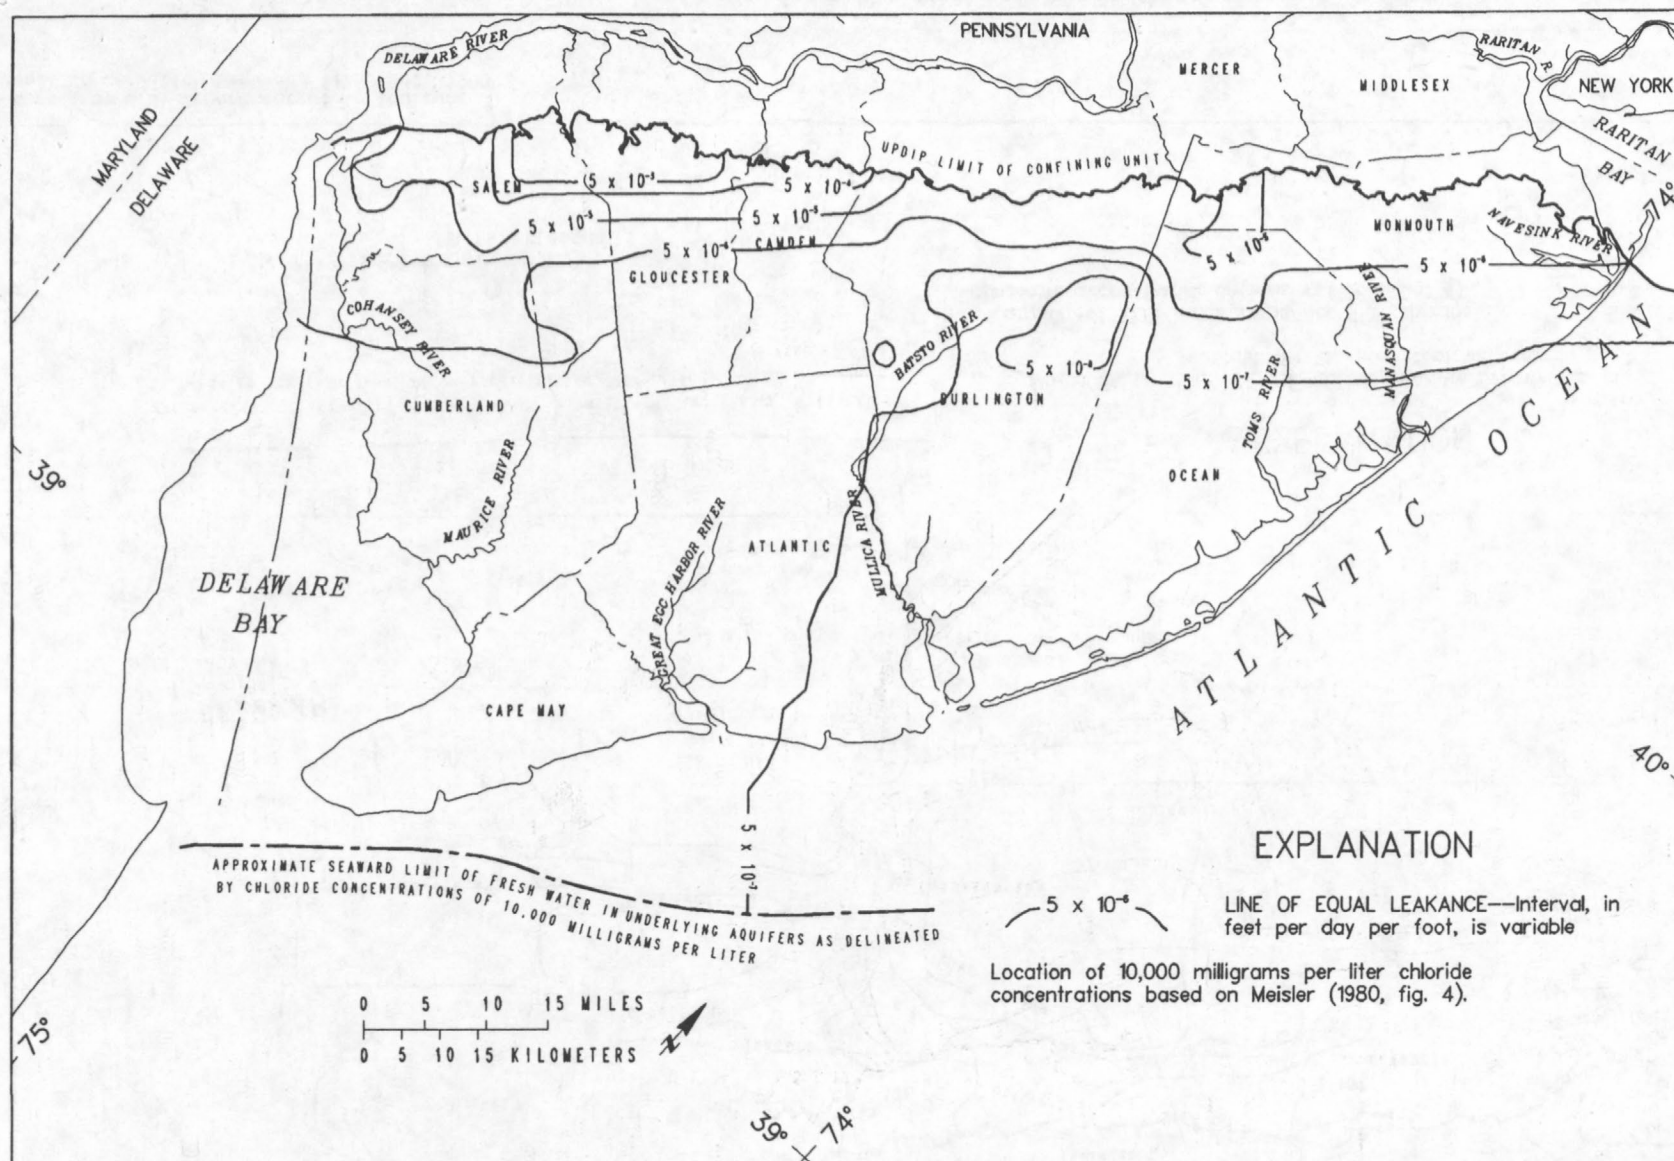 PENNSYLVANIA
DELAWARE RIVER
MERCER
MIDDLESEX
RARITAN R
NEW YORK
RARITAN
BAY
74°
MARYLAND
DELAWARE
UPDIP LIMIT OF CONFINING UNIT
SALEM
5 x 10⁻³
5 x 10⁻⁴
5 x 10⁻⁵
5 x 10⁻⁵
CAMDEN
5 x 10⁻⁶
GLOUCESTER
MONMOUTH
NAVESINK RIVER
5 x 10⁻⁶
5 x 10⁻⁶
COHANSEY
RIVER
BATSTO RIVER
MANASQUAN RIVER
TOMS RIVER
5 x 10⁻⁷
CUMBERLAND
BURLINGTON
OCEAN
39°
MAURICE RIVER
GREAT EGG HARBOR RIVER
ATLANTIC
MULLICA RIVER
DELAWARE
BAY
CAPE MAY
ATLANTIC OCEAN
40°
5 x 10⁻⁷
APPROXIMATE SEAWARD LIMIT OF FRESH WATER IN UNDERLYING AQUIFERS AS DELINEATED
BY CHLORIDE CONCENTRATIONS OF 10,000 MILLIGRAMS PER LITER
EXPLANATION
5 x 10⁻⁶
LINE OF EQUAL LEAKANCE--Interval, in
feet per day per foot, is variable
Location of 10,000 milligrams per liter chloride
concentrations based on Meisler (1980, fig. 4).
0 5 10 15 MILES
0 5 10 15 KILOMETERS
N
75°
39°
74°